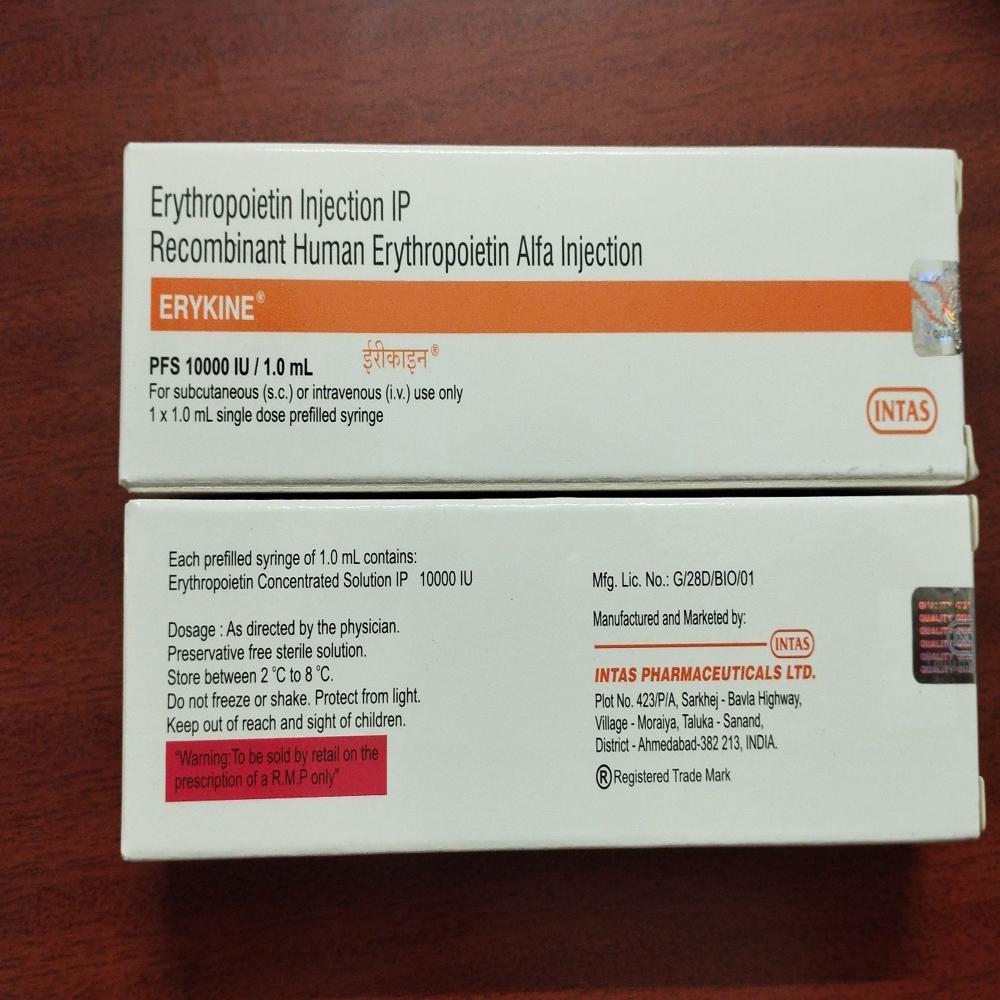 Erythropoietin Injection IP
Recombinant Human Erythropoietin Alfa Injection
ERYKINE®
PFS 10000 IU / 1.0 mL
ईरीकाइन®
For subcutaneous (s.c.) or intravenous (i.v.) use only
1 x 1.0 mL single dose prefilled syringe
INTAS
Each prefilled syringe of 1.0 mL contains:
Erythropoietin Concentrated Solution IP 10000 IU
Dosage : As directed by the physician.
Preservative free sterile solution.
Store between 2 °C to 8 °C.
Do not freeze or shake. Protect from light.
Keep out of reach and sight of children.
"Warning:To be sold by retail on the
prescription of a R.M.P only"
Mfg. Lic. No.: G/28D/BIO/01
Manufactured and Marketed by:
INTAS
INTAS PHARMACEUTICALS LTD.
Plot No. 423/P/A, Sarkhej - Bavla Highway,
Village - Moraiya, Taluka - Sanand,
District - Ahmedabad-382 213, INDIA.
® Registered Trade Mark
QUALITY
QUALITY
QUALITY